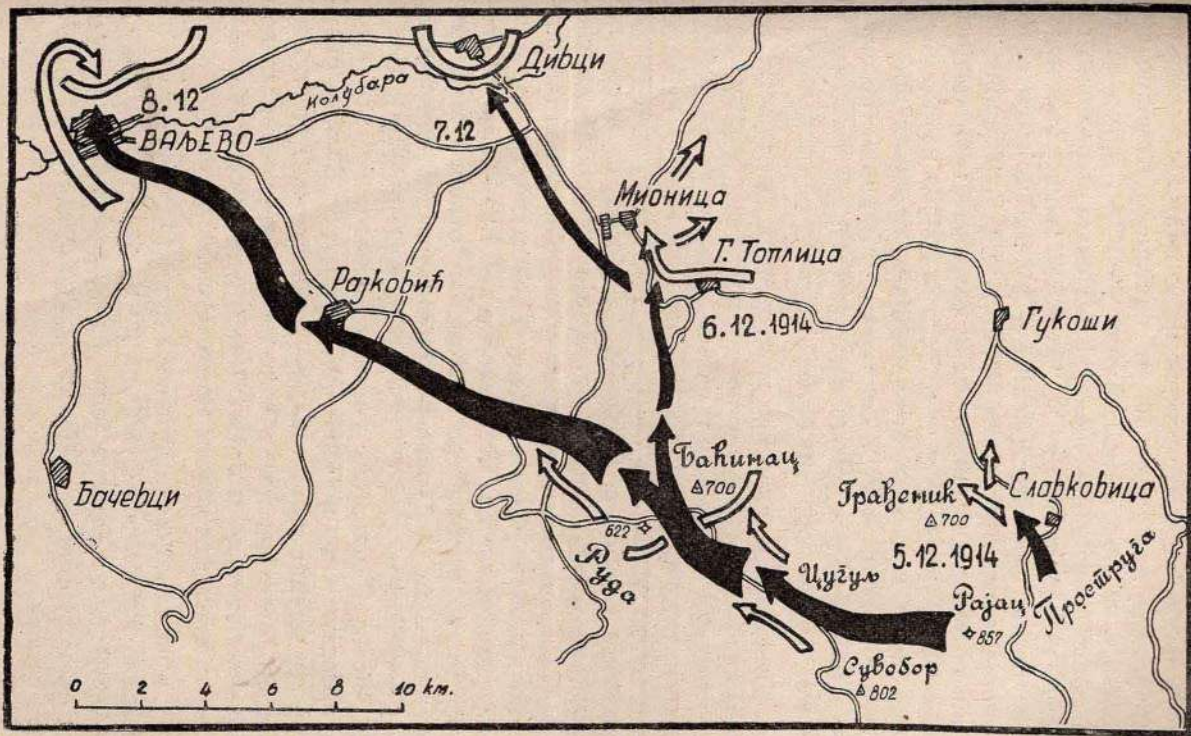 Дивци
8.12
Колубара
ВАЉЕВО
7.12
Мионица
Г. Топлица
Рајковић
6.12.1914
Гукоши
Баћинац
△700
Грађеник
△700
Славковица
Бачевци
622
Руда
5.12.1914
Цугуљ
Рајац
857
Проструга
Сувобор
△802
0 2 4 6 8 10 km.